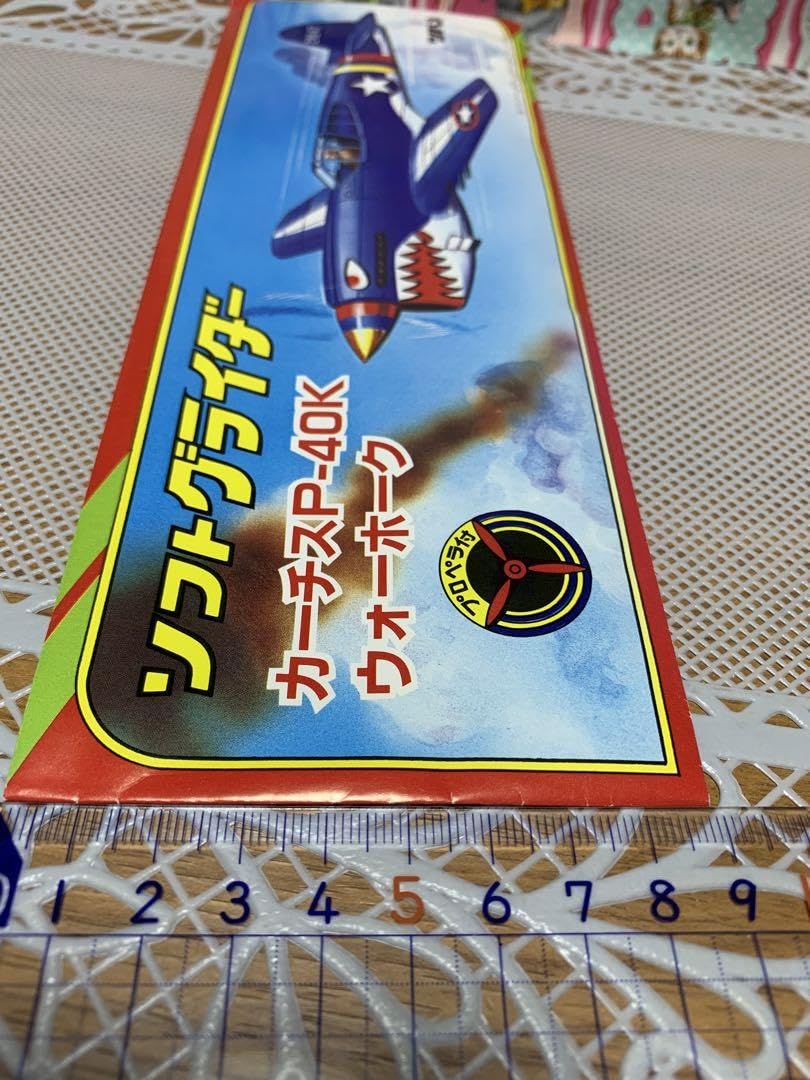 ソフトグライダー
カーチスP-40K
ウォーホーク
プロペラ付
1 2 3 4 5 6 7 8 9